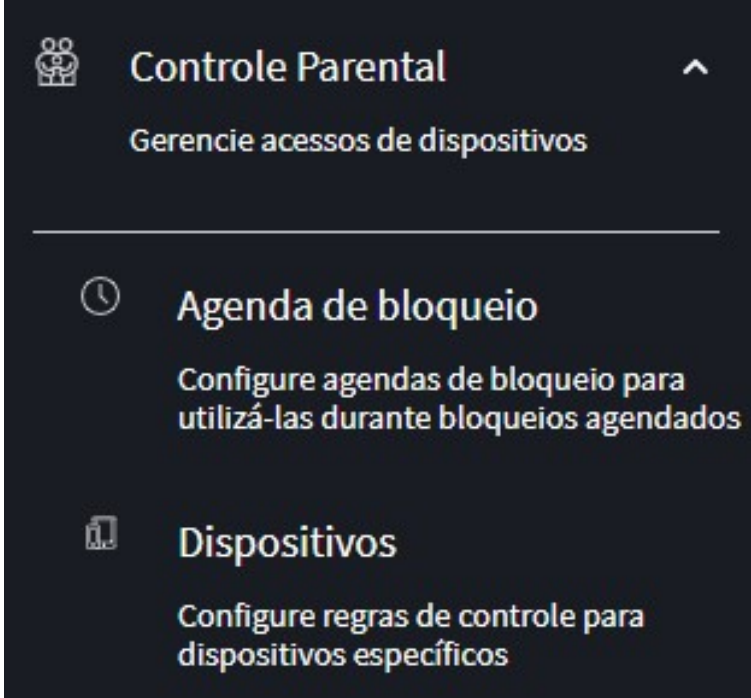 Controle Parental
Gerencie acessos de dispositivos
Agenda de bloqueio
Configure agendas de bloqueio para
utilizá-las durante bloqueios agendados
Dispositivos
Configure regras de controle para
dispositivos específicos